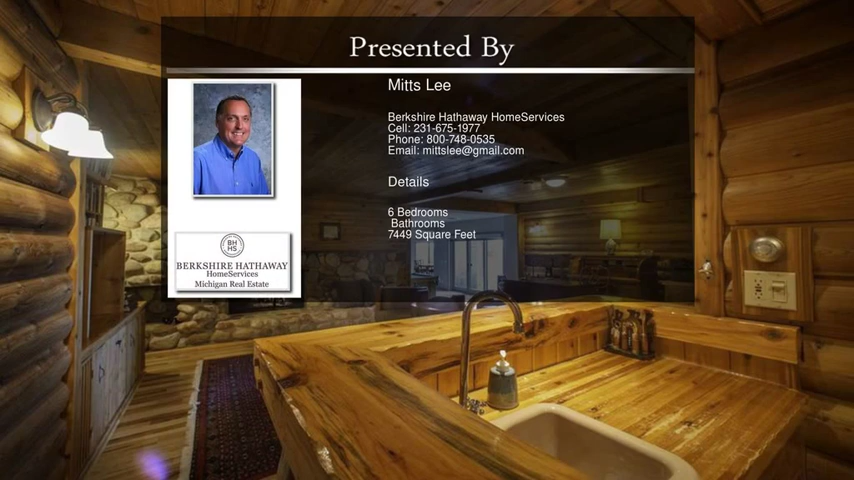 Presented By
Mitts Lee
Berkshire Hathaway HomeServices
Cell: 231-675-1977
Phone: 800-748-0535
Email: mittslee@gmail.com
Details
6 Bedrooms
Bathrooms
7449 Square Feet
BH
HS
BERKSHIRE HATHAWAY
HomeServices
Michigan Real Estate